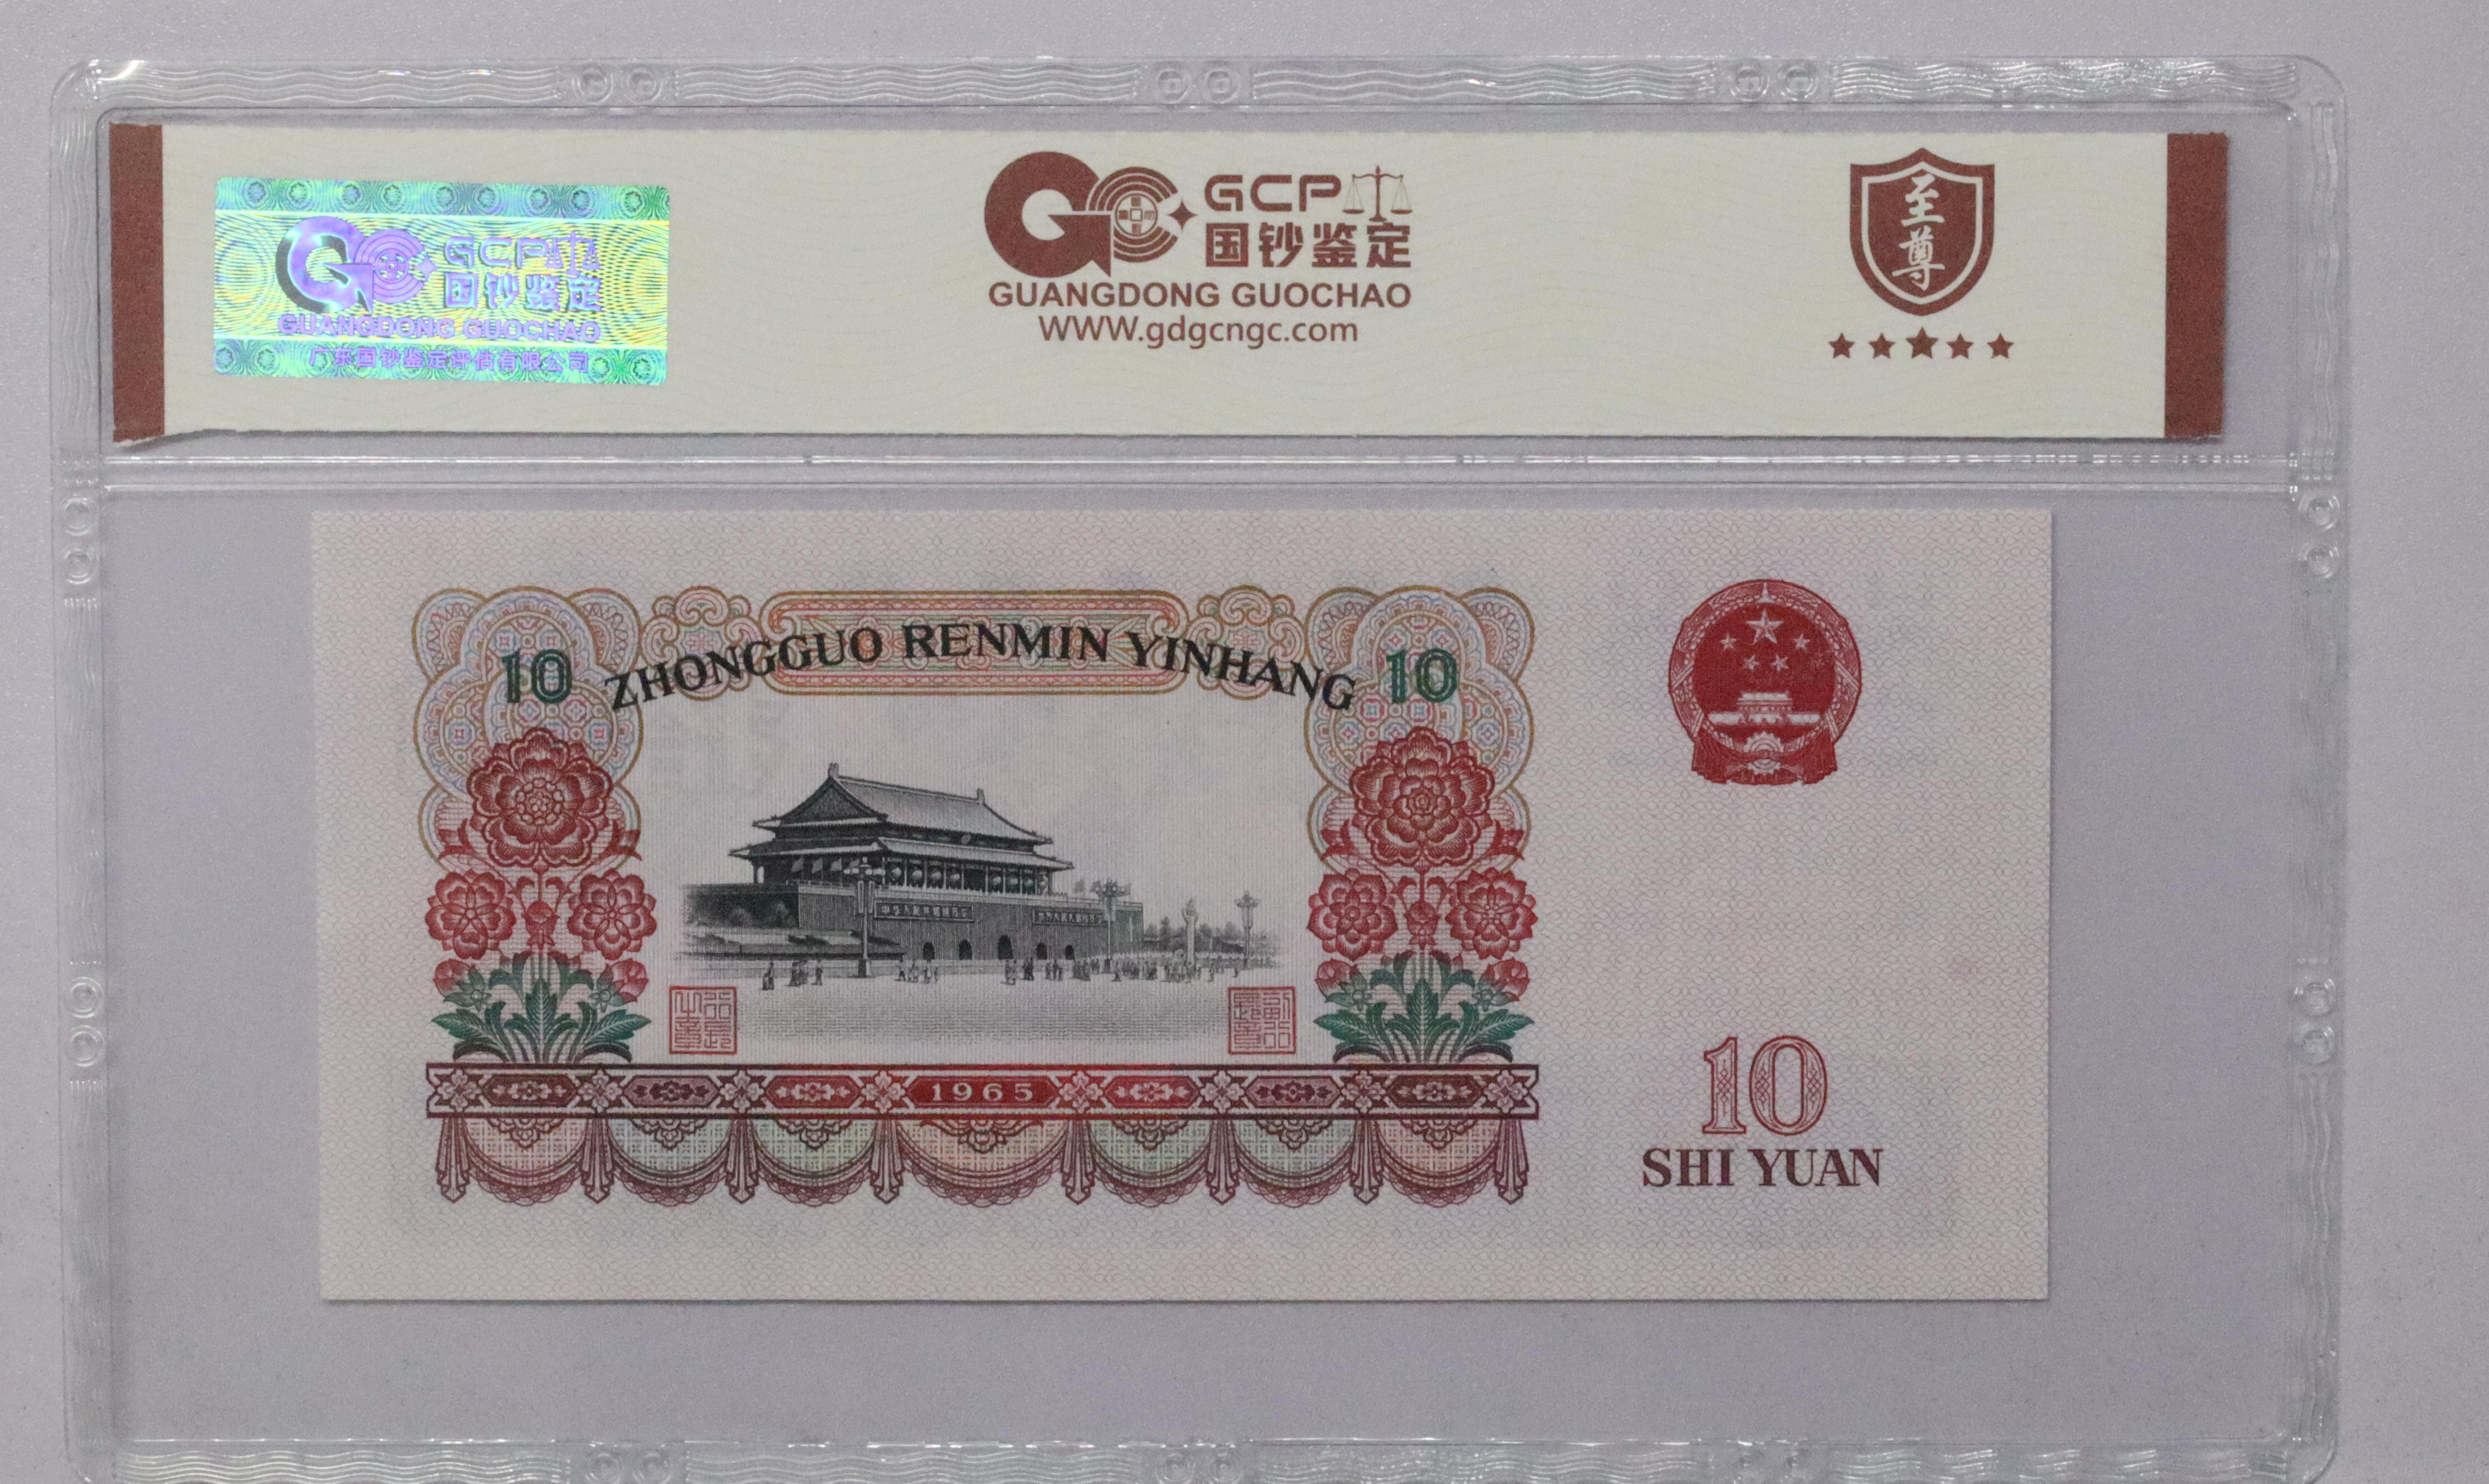 GCP
国钞鉴定
GUANGDONG GUOCHAO
广东国钞鉴定评估有限公司
GCP
国钞鉴定
GUANGDONG GUOCHAO
WWW.gdgcngc.com
至尊
10 ZHONGGUO RENMIN YINHANG 10
1965
10
SHI YUAN